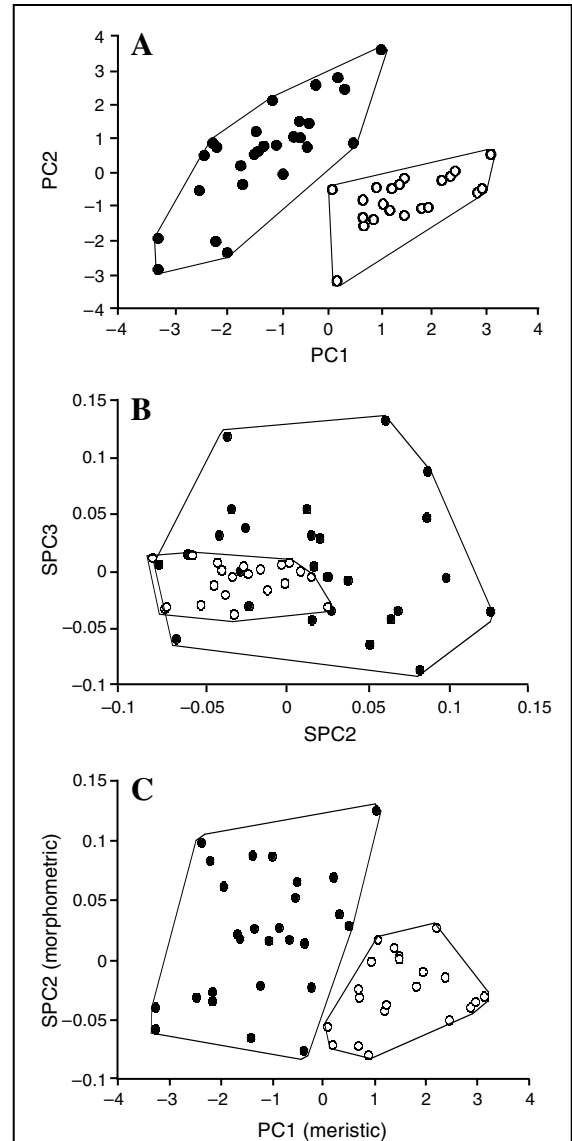 A
4
3
2
1
0
−1
−2
−3
−4
PC2
−4 −3 −2 −1 0 1 2 3 4
PC1
B
0.15
0.1
0.05
0
−0.05
−0.1
SPC3
−0.1 −0.05 0 0.05 0.1 0.15
SPC2
C
0.15
0.1
0.05
0
−0.05
−0.1
SPC2 (morphometric)
−4 −3 −2 −1 0 1 2 3 4
PC1 (meristic)